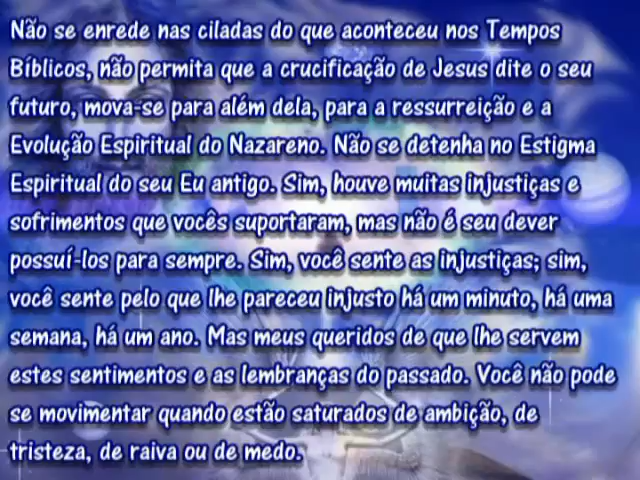 Não se enrede nas ciladas do que aconteceu nos Tempos
Bíblicos, não permita que a crucificação de Jesus dite o seu
futuro, mova-se para além dela, para a ressurreição e a
Evolução Espiritual do Nazareno. Não se detenha no Estigma
Espiritual do seu Eu antigo. Sim, houve muitas injustiças e
sofrimentos que vocês suportaram, mas não é seu dever
possuí-los para sempre. Sim, você sente as injustiças; sim,
você sente pelo que lhe pareceu injusto há um minuto, há uma
semana, há um ano. Mas meus queridos de que lhe servem
estes sentimentos e as lembranças do passado. Você não pode
se movimentar quando estão saturados de ambição, de
tristeza, de raiva ou de medo.